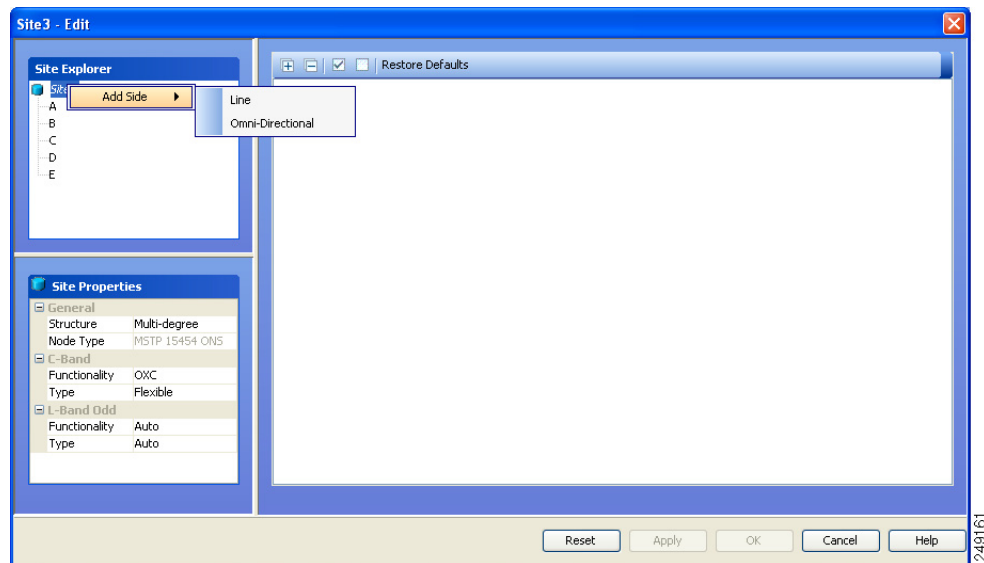 Site3 - Edit
Site Explorer
Restore Defaults
Add Side
Line
Omni-Directional
A
B
C
D
E
Site Properties
General
Structure Multi-degree
Node Type MSTP 15454 ONS
C-Band
Functionality OXC
Type Flexible
L-Band Odd
Functionality Auto
Type Auto
Reset Apply OK Cancel Help
249161